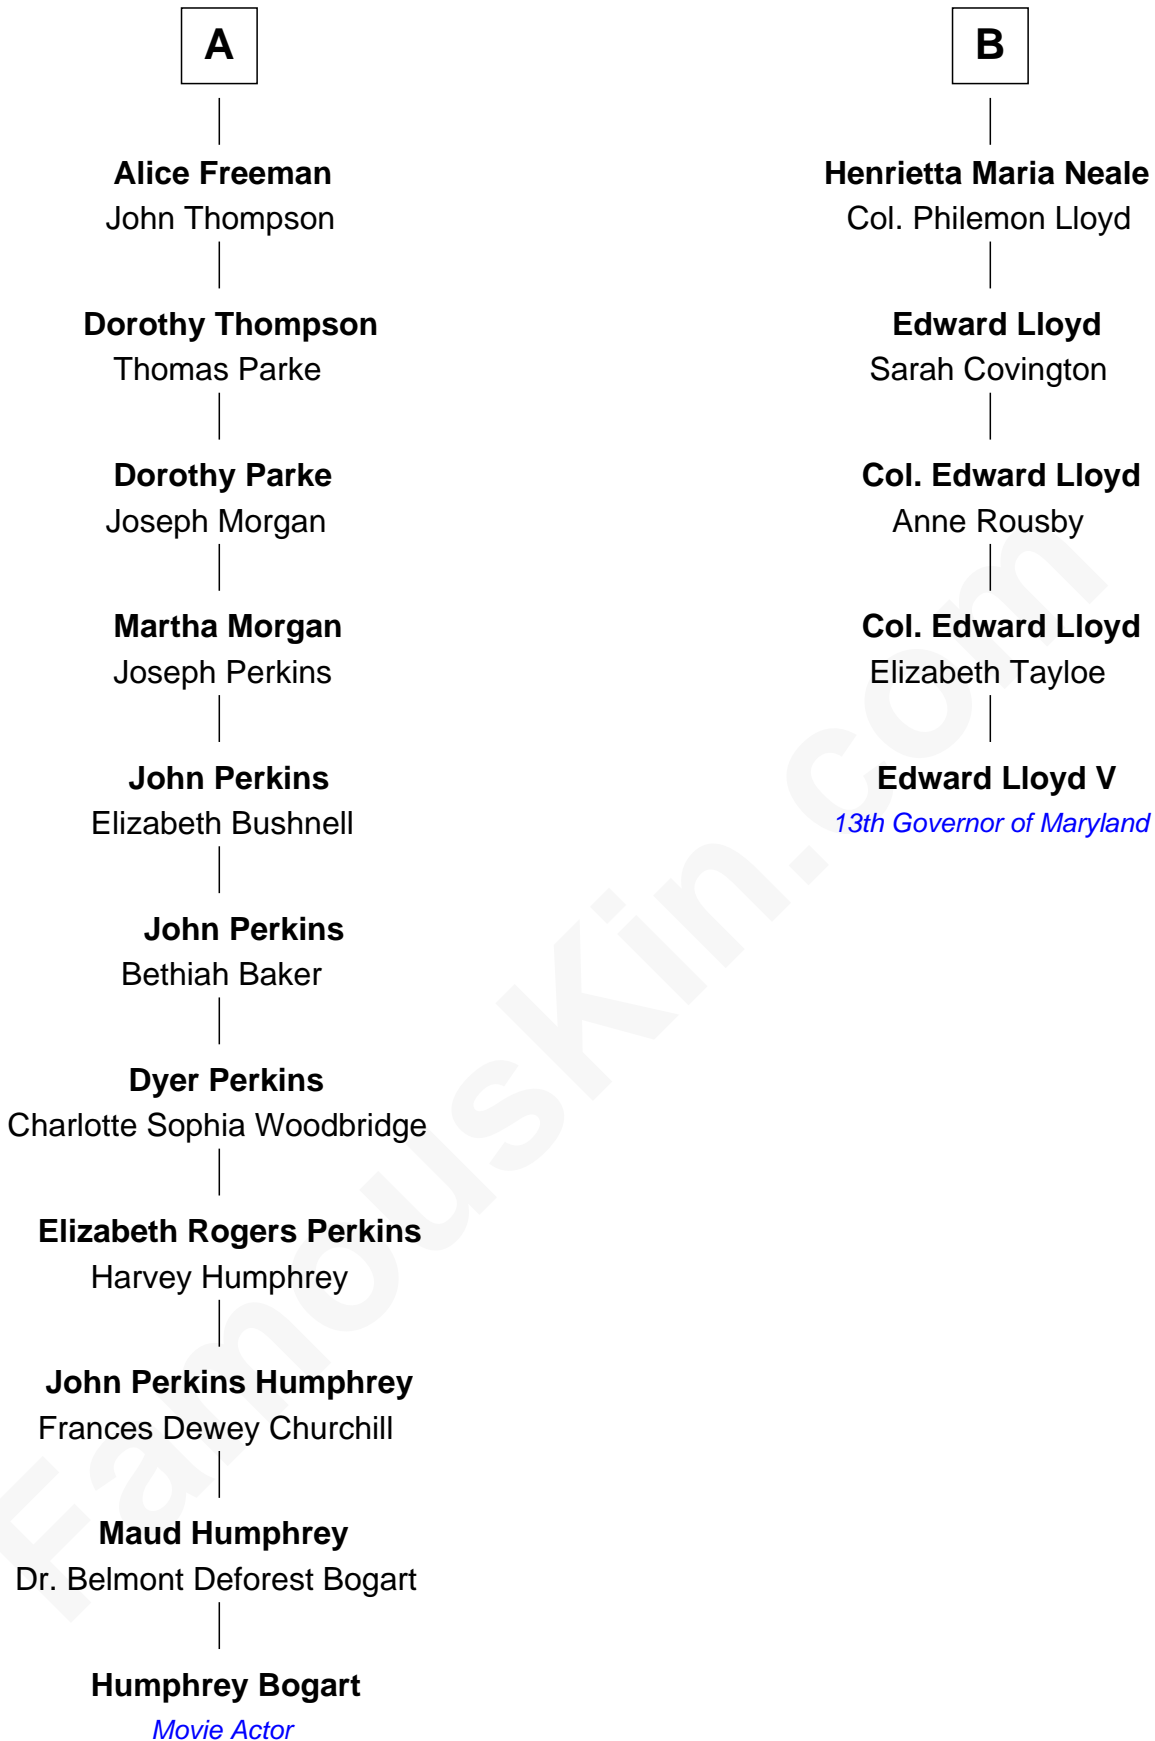 A
Alice Freeman
John Thompson
Dorothy Thompson
Thomas Parke
Dorothy Parke
Joseph Morgan
Martha Morgan
Joseph Perkins
John Perkins
Elizabeth Bushnell
John Perkins
Bethiah Baker
Dyer Perkins
Charlotte Sophia Woodbridge
Elizabeth Rogers Perkins
Harvey Humphrey
John Perkins Humphrey
Frances Dewey Churchill
Maud Humphrey
Dr. Belmont Deforest Bogart
Humphrey Bogart
Movie Actor
B
Henrietta Maria Neale
Col. Philemon Lloyd
Edward Lloyd
Sarah Covington
Col. Edward Lloyd
Anne Rousby
Col. Edward Lloyd
Elizabeth Tayloe
Edward Lloyd V
13th Governor of Maryland
FamousKin.com